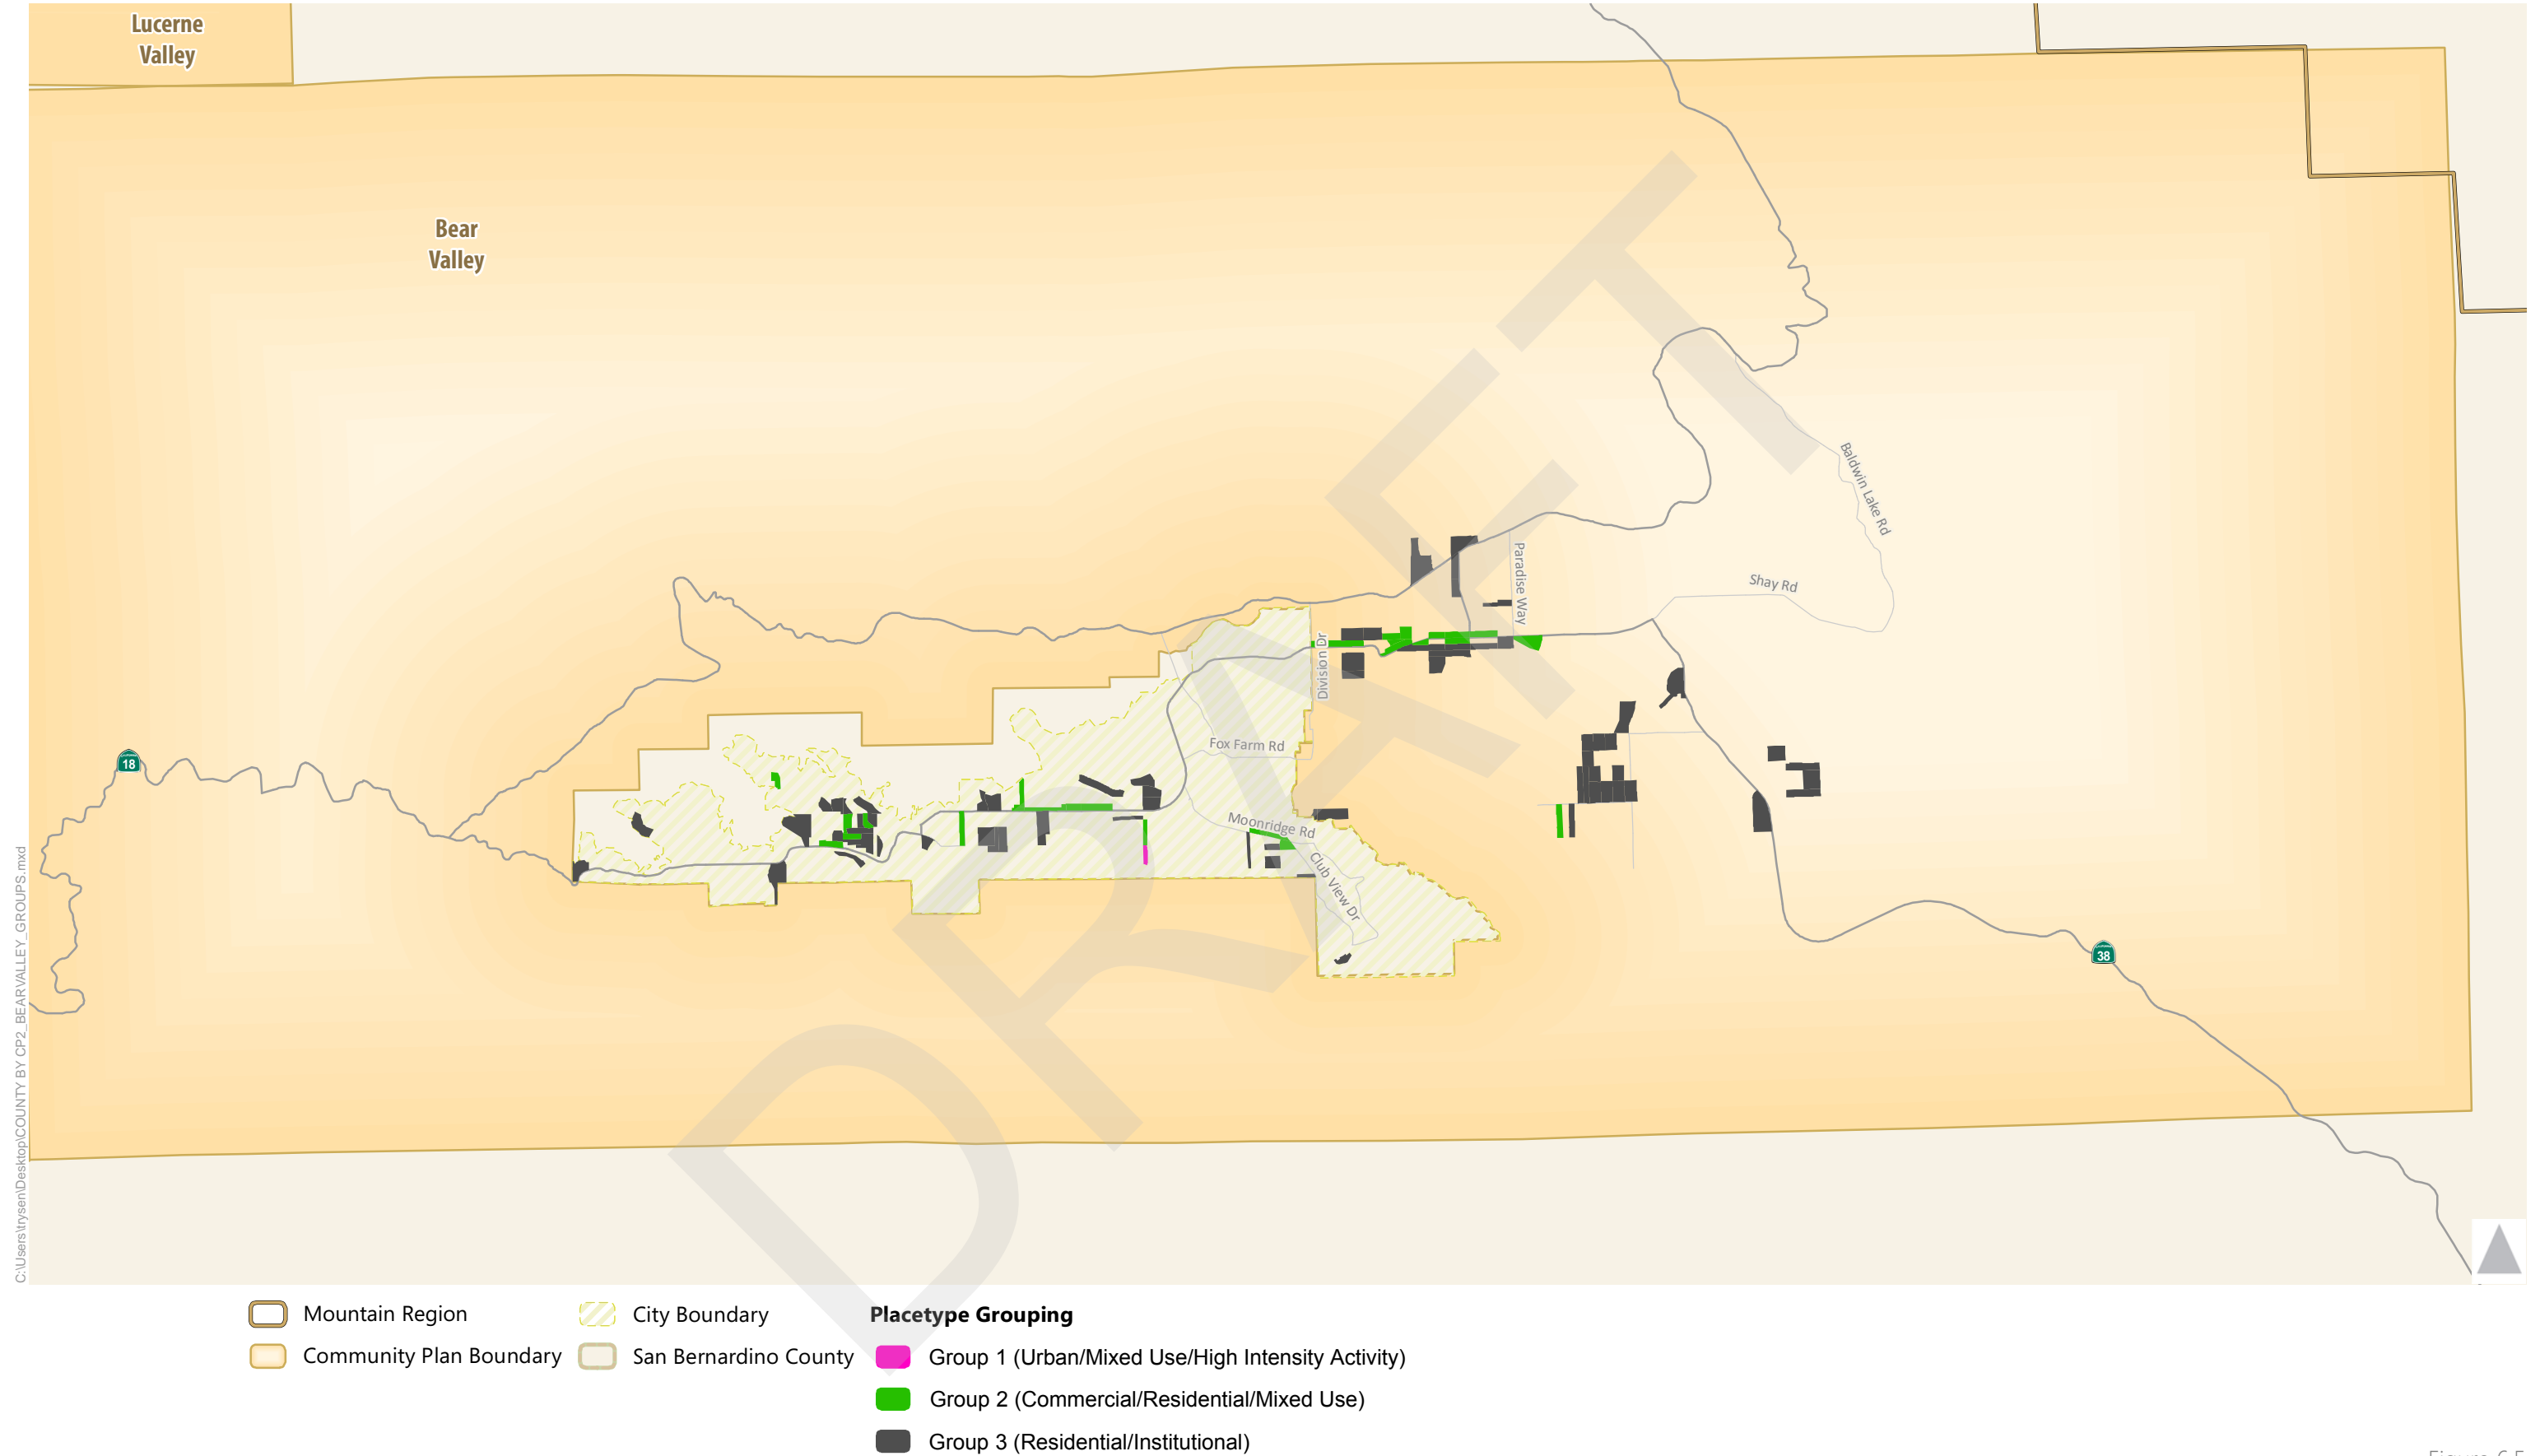 Lucerne
Valley
Bear
Valley
Baldwin Lake Rd
Paradise Way
Shay Rd
Division Dr
Fox Farm Rd
Moonridge Rd
Club View Dr
18
38
DRAFT
C:\Users\trysen\Desktop\COUNTY BY CP2_BEARVALLEY_GROUPS.mxd
Mountain Region
Community Plan Boundary
City Boundary
San Bernardino County
Placetype Grouping
Group 1 (Urban/Mixed Use/High Intensity Activity)
Group 2 (Commercial/Residential/Mixed Use)
Group 3 (Residential/Institutional)